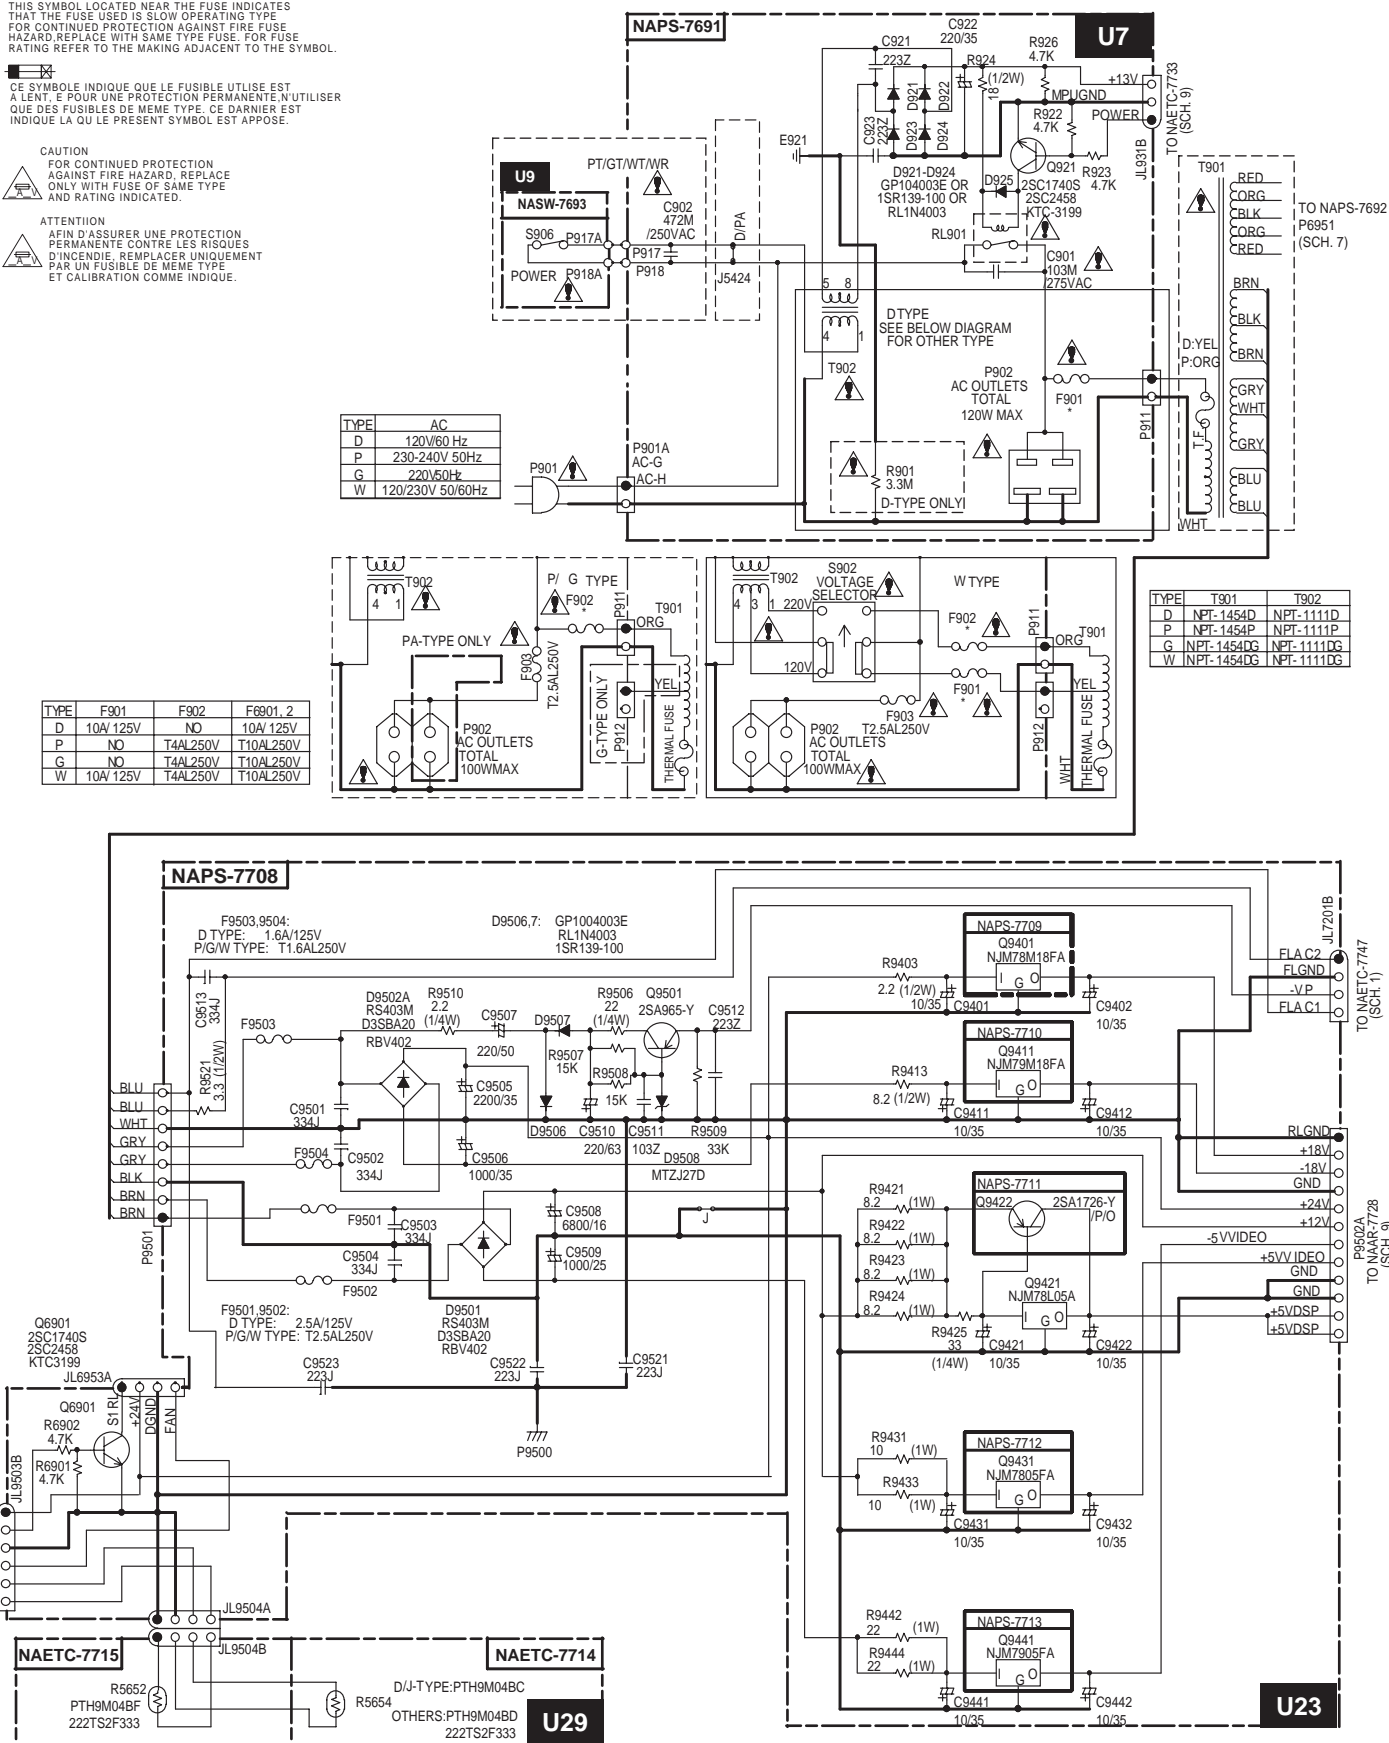 THIS SYMBOL LOCATED NEAR THE FUSE INDICATES
THAT THE FUSE USED IS SLOW OPERATING TYPE
FOR CONTINUED PROTECTION AGAINST FIRE FUSE
HAZARD,REPLACE WITH SAME TYPE FUSE. FOR FUSE
RATING REFER TO THE MAKING ADJACENT TO THE SYMBOL.
CE SYMBOLE INDIQUE QUE LE FUSIBLE UTLISE EST
A LENT, E POUR UNE PROTECTION PERMANENTE,N'UTILISER
QUE DES FUSIBLES DE MEME TYPE. CE DARNIER EST
INDIQUE LA QU LE PRESENT SYMBOL EST APPOSE.
CAUTION
FOR CONTINUED PROTECTION
AGAINST FIRE HAZARD, REPLACE
ONLY WITH FUSE OF SAME TYPE
AND RATING INDICATED.
ATTENTIION
AFIN D'ASSURER UNE PROTECTION
PERMANENTE CONTRE LES RISQUES
D'INCENDIE, REMPLACER UNIQUEMENT
PAR UN FUSIBLE DE MEME TYPE
ET CALIBRATION COMME INDIQUE.
NAPS-7691
U7
C921
223Z
C922
220/35
R924
18 (1/2W)
R926
4.7K
+13V
MPUGND
POWER
R922
4.7K
JL931B
TO NAETC-7733
(SCH. 9)
D921
D922
D923
D924
C923
223Z
E921
D921-D924
GP104003E OR
1SR139-100 OR
RL1N4003
D925
Q921
2SC1740S
2SC2458
KTC-3199
R923
4.7K
RL901
C901
103M
/275VAC
U9
NASW-7693
PT/GT/WT/WR
C902
472M
/250VAC
S906
P917A
P917
POWER
P918A
P918
D/PA
J5424
5 8
4 1
T902
D TYPE
SEE BELOW DIAGRAM
FOR OTHER TYPE
P902
AC OUTLETS
TOTAL
120W MAX
F901
*
P911
R901
3.3M
D-TYPE ONLY
T901
RED
ORG
BLK
ORG
RED
TO NAPS-7692
P6951
(SCH. 7)
BRN
BLK
BRN
D:YEL
P:ORG
GRY
WHT
GRY
T.F.
BLU
BLU
WHT
TYPE AC
D 120V/60 Hz
P 230-240V 50Hz
G 220V50Hz
W 120/230V 50/60Hz
P901
P901A
AC-G
AC-H
T902
4 1
P/ G TYPE
F902
*
P911
ORG
T901
PA-TYPE ONLY
F903
T2.5AL250V
G-TYPE ONLY
YEL
P912
THERMAL FUSE
P902
AC OUTLETS
TOTAL
100WMAX
T902
4 3 1
220V
120V
S902
VOLTAGE
SELECTOR
W TYPE
F902
*
P911
ORG
T901
F901
*
YEL
P912
F903
T2.5AL250V
P902
AC OUTLETS
TOTAL
100WMAX
WHT
THERMAL FUSE
TYPE T901 T902
D NPT-1454D NPT-1111D
P NPT-1454P NPT-1111P
G NPT-1454DG NPT-1111DG
W NPT-1454DG NPT-1111DG
TYPE F901 F902 F6901, 2
D 10A/ 125V NO 10A/ 125V
P NO T4AL250V T10AL250V
G NO T4AL250V T10AL250V
W 10A/ 125V T4AL250V T10AL250V
NAPS-7708
F9503,9504:
D TYPE: 1.6A/125V
P/G/W TYPE: T1.6AL250V
D9506,7: GP1004003E
RL1N4003
1SR139-100
C9513
334J
F9503
R9521
3.3 (1/2W)
D9502A
RS403M
D3SBA20
RBV402
R9510
2.2
(1/4W)
C9507
220/50
D9507
R9506
22
(1/4W)
Q9501
2SA965-Y
C9512
223Z
R9507
15K
R9508
15K
C9505
2200/35
C9501
334J
D9506
C9510
220/63
C9511
103Z
R9509
33K
D9508
MTZJ27D
C9506
1000/35
F9504
C9502
334J
BLU
BLU
WHT
GRY
GRY
BLK
BRN
BRN
P9501
F9501
C9503
334J
C9504
334J
F9502
C9508
6800/16
C9509
1000/25
J
F9501,9502:
D TYPE: 2.5A/125V
P/G/W TYPE: T2.5AL250V
D9501
RS403M
D3SBA20
RBV402
C9523
223J
C9522
223J
C9521
223J
P9500
NAPS-7709
Q9401
NJM78M18FA
I G O
R9403
2.2 (1/2W)
10/35
C9401
C9402
10/35
NAPS-7710
Q9411
NJM79M18FA
I G O
R9413
8.2 (1/2W)
C9411
10/35
C9412
10/35
JL7201B
FLA C2
FLGND
-V P
FLA C1
TO NAETC-7747
(SCH. 1)
RLGND
+18V
-18V
GND
+24V
+12V
-5 VVIDEO
+5VV IDEO
GND
GND
+5VDSP
+5VDSP
P9502A
TO NAAR-7728
(SCH. 9)
NAPS-7711
Q9422
2SA1726-Y
/P/O
R9421
8.2 (1W)
R9422
8.2 (1W)
R9423
8.2 (1W)
R9424
8.2 (1W)
Q9421
NJM78L05A
I G O
R9425
33
(1/4W)
C9421
10/35
C9422
10/35
NAPS-7712
Q9431
NJM7805FA
I G O
R9431
10 (1W)
R9433
10 (1W)
C9431
10/35
C9432
10/35
NAPS-7713
Q9441
NJM7905FA
I G O
R9442
22 (1W)
R9444
22 (1W)
C9441
10/35
C9442
10/35
U23
Q6901
2SC1740S
2SC2458
KTC3199
JL6953A
Q6901
S1 RL
+24V
DGND
FAN
R6902
4.7K
R6901
4.7K
JL9503B
JL9504A
JL9504B
NAETC-7715
NAETC-7714
R5652
PTH9M04BF
222TS2F333
R5654
D/J-TYPE:PTH9M04BC
OTHERS:PTH9M04BD
222TS2F333
U29